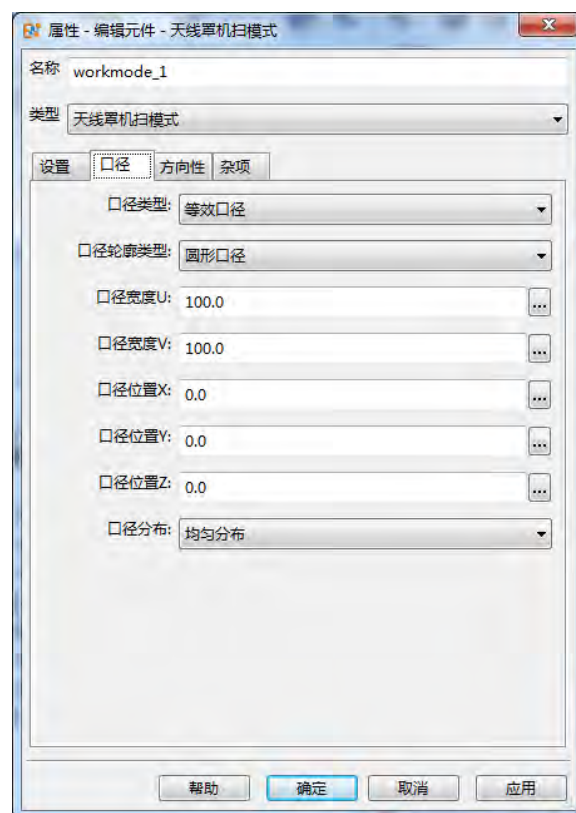 属性 - 编辑元件 - 天线罩机扫模式
名称 workmode_1
类型 天线罩机扫模式
设置 口径 方向性 杂项
口径类型: 等效口径
口径轮廓类型: 圆形口径
口径宽度U: 100.0 ...
口径宽度V: 100.0 ...
口径位置X: 0.0 ...
口径位置Y: 0.0 ...
口径位置Z: 0.0 ...
口径分布: 均匀分布
帮助 确定 取消 应用